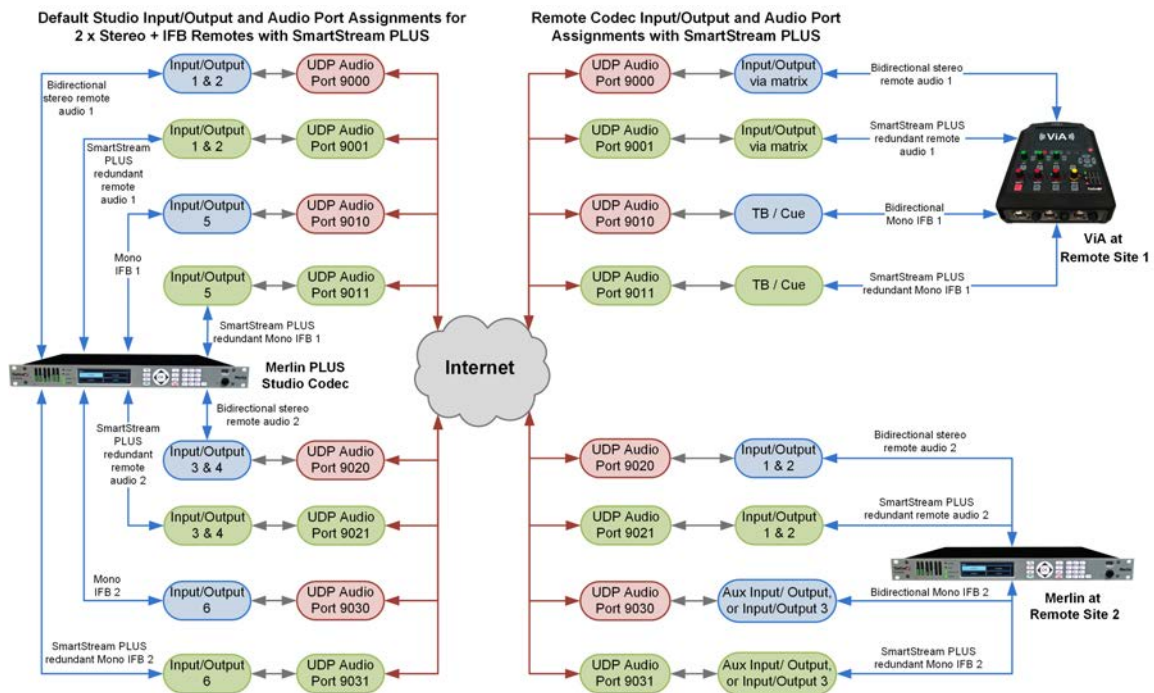 Default Studio Input/Output and Audio Port Assignments for
2 x Stereo + IFB Remotes with SmartStream PLUS
Input/Output
1 & 2
UDP Audio
Port 9000
Bidirectional
stereo remote
audio 1
Input/Output
1 & 2
UDP Audio
Port 9001
SmartStream
PLUS
redundant
remote
audio 1
Input/Output
5
UDP Audio
Port 9010
Mono
IFB 1
Input/Output
5
UDP Audio
Port 9011
SmartStream PLUS
redundant Mono IFB 1
Merlin PLUS
Studio Codec
Bidirectional stereo
remote audio 2
SmartStream
PLUS
redundant
remote
audio 2
Input/Output
3 & 4
UDP Audio
Port 9020
Input/Output
3 & 4
UDP Audio
Port 9021
Mono
IFB 2
Input/Output
6
UDP Audio
Port 9030
SmartStream PLUS
redundant Mono IFB 2
Input/Output
6
UDP Audio
Port 9031
Internet
Remote Codec Input/Output and Audio Port
Assignments with SmartStream PLUS
UDP Audio
Port 9000
Input/Output
via matrix
Bidirectional stereo
remote audio 1
UDP Audio
Port 9001
Input/Output
via matrix
SmartStream PLUS
redundant remote
audio 1
ViA
UDP Audio
Port 9010
TB / Cue
Bidirectional
Mono IFB 1
ViA at
Remote Site 1
UDP Audio
Port 9011
TB / Cue
SmartStream PLUS
redundant Mono IFB 1
UDP Audio
Port 9020
Input/Output
1 & 2
Bidirectional stereo
remote audio 2
UDP Audio
Port 9021
Input/Output
1 & 2
SmartStream PLUS
redundant remote audio 2
UDP Audio
Port 9030
Aux Input/ Output,
or Input/Output 3
Bidirectional Mono IFB 2
Merlin at
Remote Site 2
UDP Audio
Port 9031
Aux Input/ Output,
or Input/Output 3
SmartStream PLUS
redundant Mono IFB 2